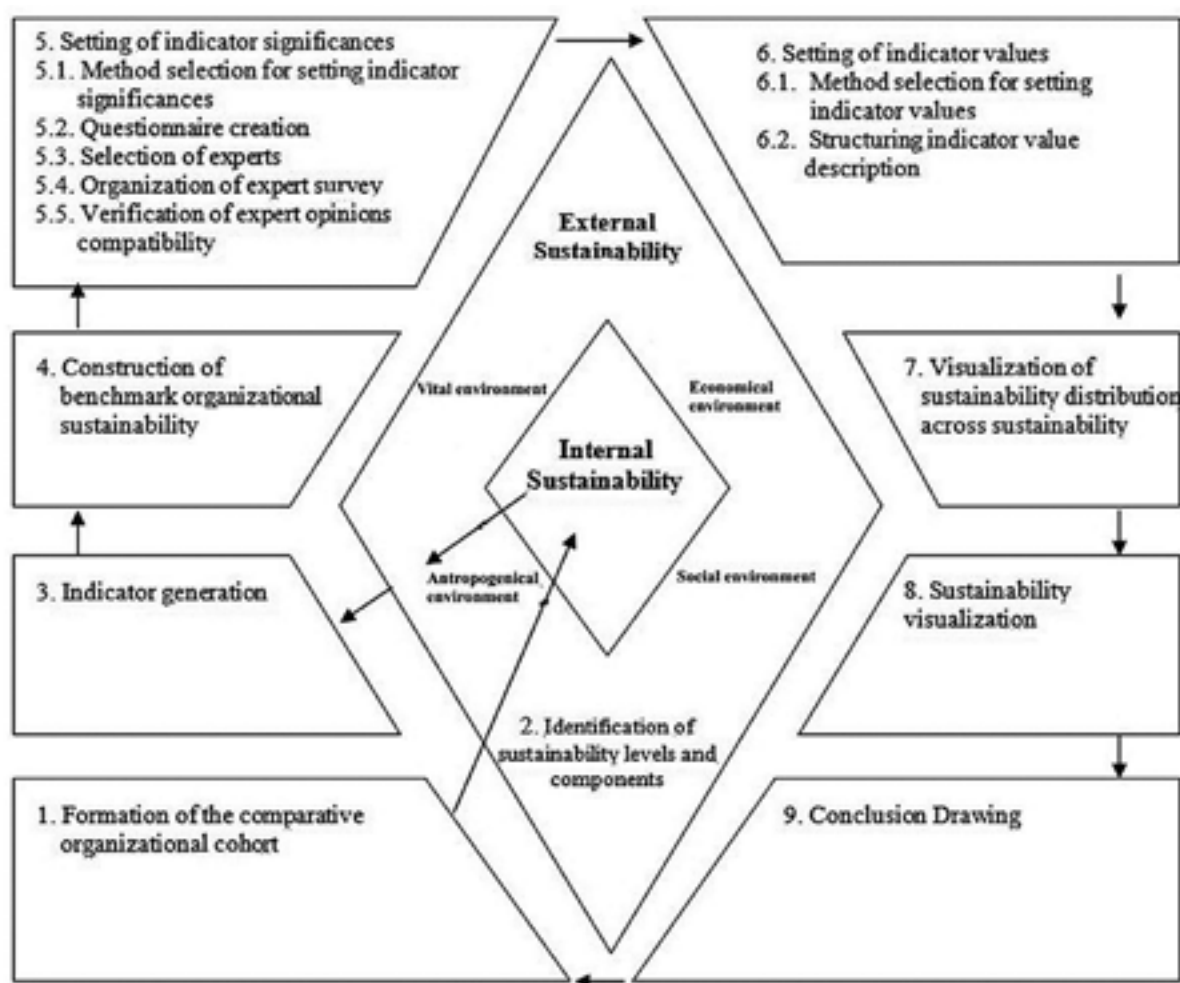 5. Setting of indicator significances
5.1. Method selection for setting indicator
significances
5.2. Questionnaire creation
5.3. Selection of experts
5.4. Organization of expert survey
5.5. Verification of expert opinions
compatibility
6. Setting of indicator values
6.1. Method selection for setting
indicator values
6.2. Structuring indicator value
description
External
Sustainability
4. Construction of
benchmark organizational
sustainability
Vital environment
Economical
environment
7. Visualization of
sustainability distribution
across sustainability
Internal
Sustainability
3. Indicator generation
Antropogenical
environment
Social environment
8. Sustainability
visualization
2. Identification of
sustainability levels and
components
1. Formation of the comparative
organizational cohort
9. Conclusion Drawing